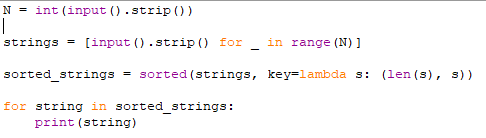 N = int(input().strip())
strings = [input().strip() for _ in range(N)]
sorted_strings = sorted(strings, key=lambda s: (len(s), s))
for string in sorted_strings:
    print(string)